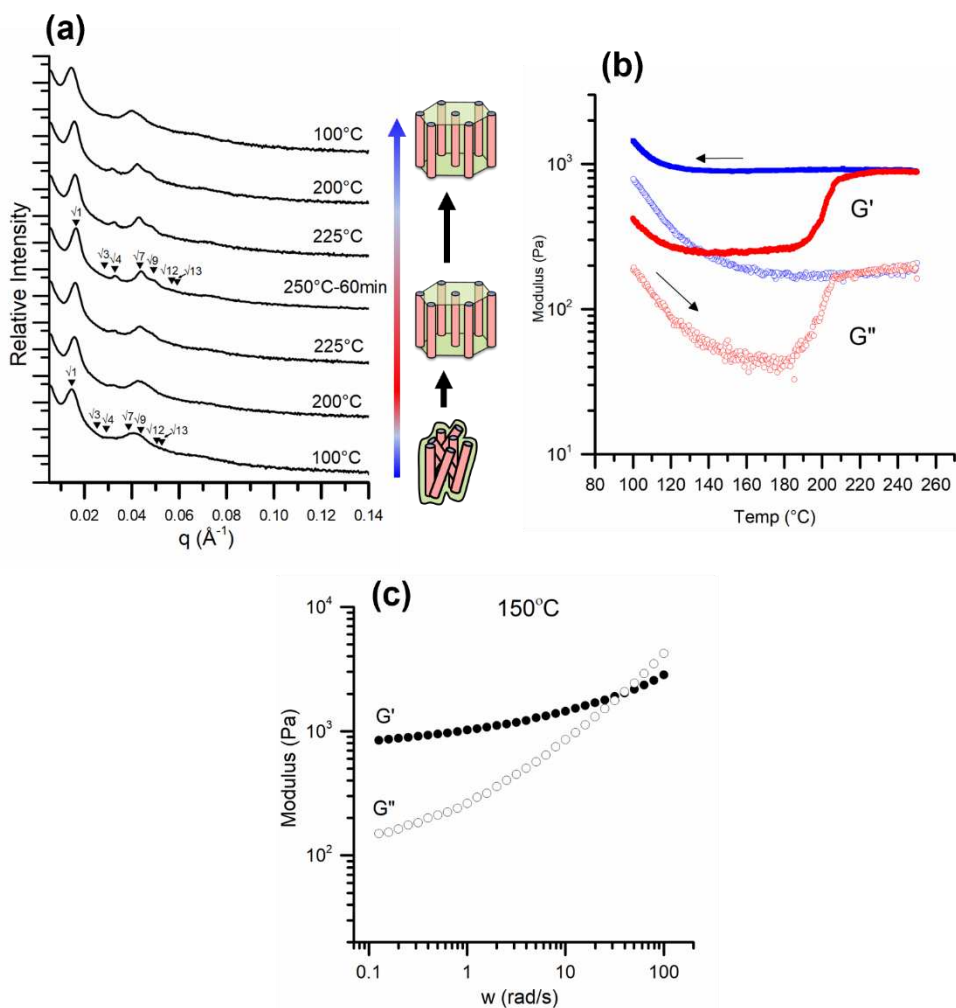 (a)
Relative Intensity
100°C
200°C
225°C
√1
√3
√4
√7
√9
√12
√13
250°C-60min
225°C
200°C
√1
√3
√4
√7
√9
√12
√13
100°C
0.02 0.04 0.06 0.08 0.10 0.12 0.14
q (Å⁻¹)
(b)
Modulus (Pa)
10³
10²
10¹
G'
G"
80 100 120 140 160 180 200 220 240 260
Temp (°C)
(c)
150°C
Modulus (Pa)
10⁴
10³
10²
G'
G"
0.1 1 10 100
w (rad/s)